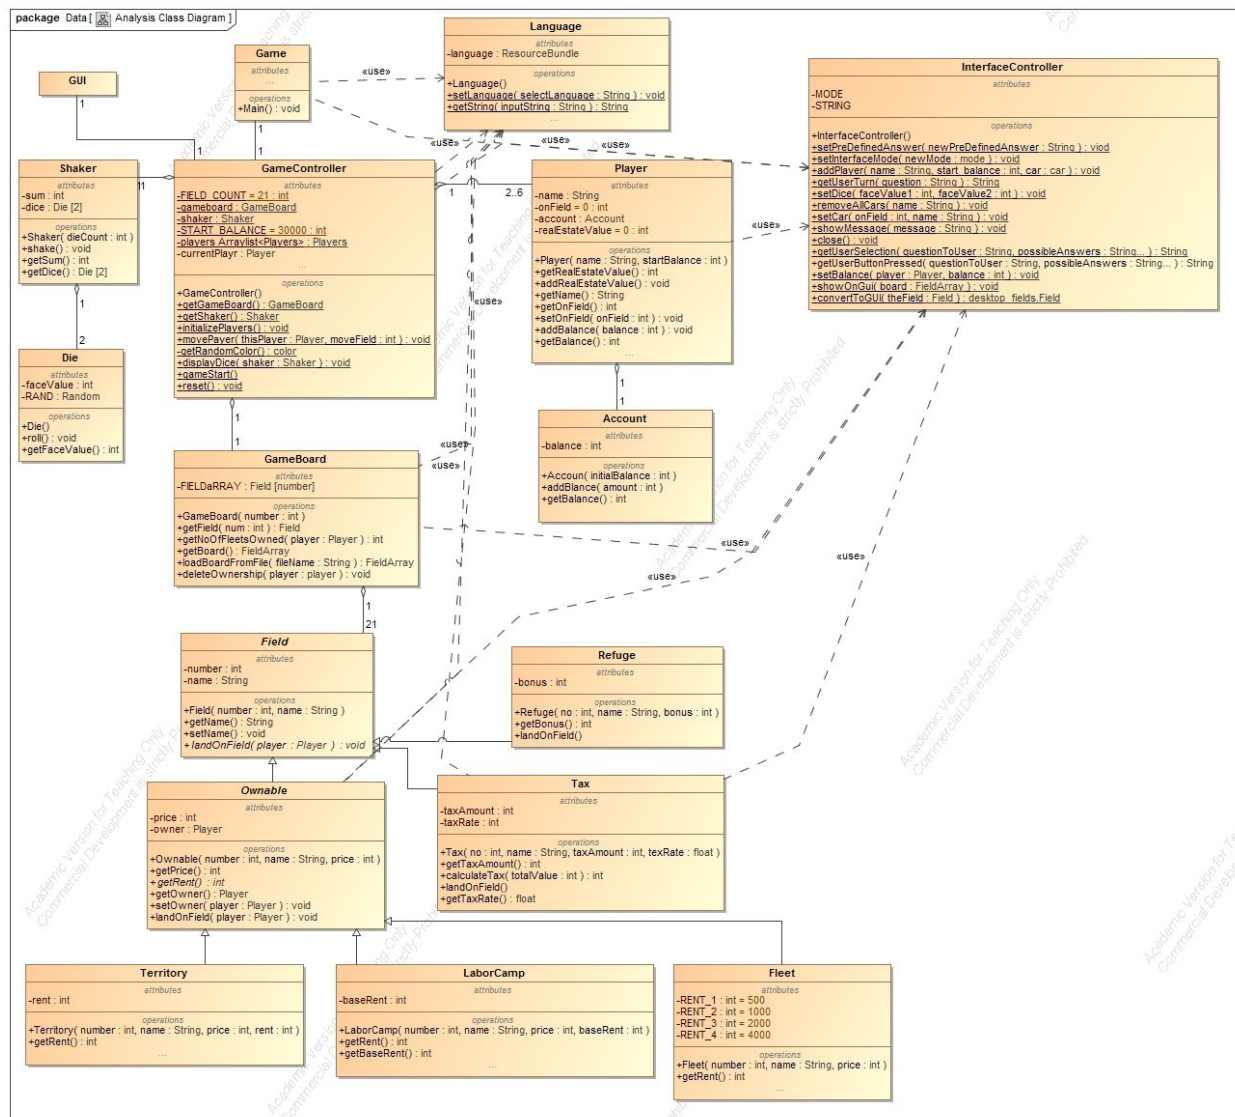 package Data [ Analysis Class Diagram ]
Language
attributes
-language : ResourceBundle
operations
+Language()
+setLanguage( selectLanguage : String ) : void
+getString( inputString : String ) : String
...
Game
attributes
...
operations
+Main() : void
GUI
InterfaceController
attributes
-MODE
-STRING
operations
+InterfaceController()
+setPreDefinedAnswer( newPreDefinedAnswer : String ) : viod
+setInterfaceMode( newMode : mode ) : void
+addPlayer( name : String, start_balance : int, car : car ) : void
+getUserTurn( question : String ) : String
+setDice( faceValue1 : int, faceValue2 : int ) : void
+removeAllCars( name : String ) : void
+setCar( onField : int, name : String ) : void
+showMessage( message : String ) : void
+close() : void
+getUserSelection( questionToUser : String, possibleAnswers : String... ) : String
+getUserButtonPressed( questionToUser : String, possibleAnswers : String... ) : String
+setBalance( player : Player, balance : int ) : void
+showOnGui( board : FieldArray ) : void
+convertToGUI( theField : Field ) : desktop_fields.Field
Shaker
attributes
-sum : int
-dice : Die [2]
operations
+Shaker( dieCount : int )
+shake() : void
+getSum() : int
+getDice() : Die [2]
GameController
attributes
-FIELD_COUNT = 21 : int
-gameboard : GameBoard
-shaker : Shaker
-START_BALANCE = 30000 : int
-players Arraylist<Players> : Players
-currentPlayr : Player
...
operations
+GameController()
+getGameBoard() : GameBoard
+getShaker() : Shaker
+initializePlayers() : void
+movePayer( thisPlayer : Player, moveField : int ) : void
-getRandomColor() : color
+displayDice( shaker : Shaker ) : void
+gameStart()
+reset() : void
Player
attributes
-name : String
-onField = 0 : int
-account : Account
-realEstateValue = 0 : int
operations
+Player( name : String, startBalance : int )
+getRealEstateValue() : int
+addRealEstateValue() : void
+getName() : String
+getOnField() : int
+setOnField( onField : int ) : void
+addBalance( balance : int ) : void
+getBalance() : int
...
Die
attributes
-faceValue : int
-RAND : Random
operations
+Die()
+roll() : void
+getFaceValue() : int
Account
attributes
-balance : int
operations
+Accoun( initialBalance : int )
+addBlance( amount : int )
+getBalance() : int
GameBoard
attributes
-FIELDaRRAY : Field [number]
operations
+GameBoard( number : int )
+getField( num : int ) : Field
+getNoOfFleetsOwned( player : Player ) : int
+getBoard() : FieldArray
+loadBoardFromFile( fileName : String ) : FieldArray
+deleteOwnership( player : player ) : void
Field
attributes
-number : int
-name : String
operations
+Field( number : int, name : String )
+getName() : String
+setName() : void
+landOnField( player : Player ) : void
Refuge
attributes
-bonus : int
operations
+Refuge( no : int, name : String, bonus : int )
+getBonus() : int
+landOnField()
Ownable
attributes
-price : int
-owner : Player
operations
+Ownable( number : int, name : String, price : int )
+getPrice() : int
+getRent() : int
+getOwner() : Player
+setOwner( player : Player ) : void
+landOnField( player : Player ) : void
Tax
attributes
-taxAmount : int
-taxRate : int
operations
+Tax( no : int, name : String, taxAmount : int, texRate : float )
+getTaxAmount() : int
+calculateTax( totalValue : int ) : int
+landOnField()
+getTaxRate() : float
Territory
attributes
-rent : int
operations
+Territory( number : int, name : String, price : int, rent : int )
+getRent() : int
...
LaborCamp
attributes
-baseRent : int
operations
+LaborCamp( number : int, name : String, price : int, baseRent : int )
+getRent() : int
+getBaseRent() : int
...
Fleet
attributes
-RENT_1 : int = 500
-RENT_2 : int = 1000
-RENT_3 : int = 2000
-RENT_4 : int = 4000
operations
+Fleet( number : int, name : String, price : int )
+getRent() : int
...
«use»
«use»
«use»
«use»
«use»
«use»
«use»
«use»
«use»
«use»
1
1
1
1
11
1
2..6
1
2
1
1
1
1
1
21
Academic Version for Teaching Only
Commercial Development is strictly Prohibited